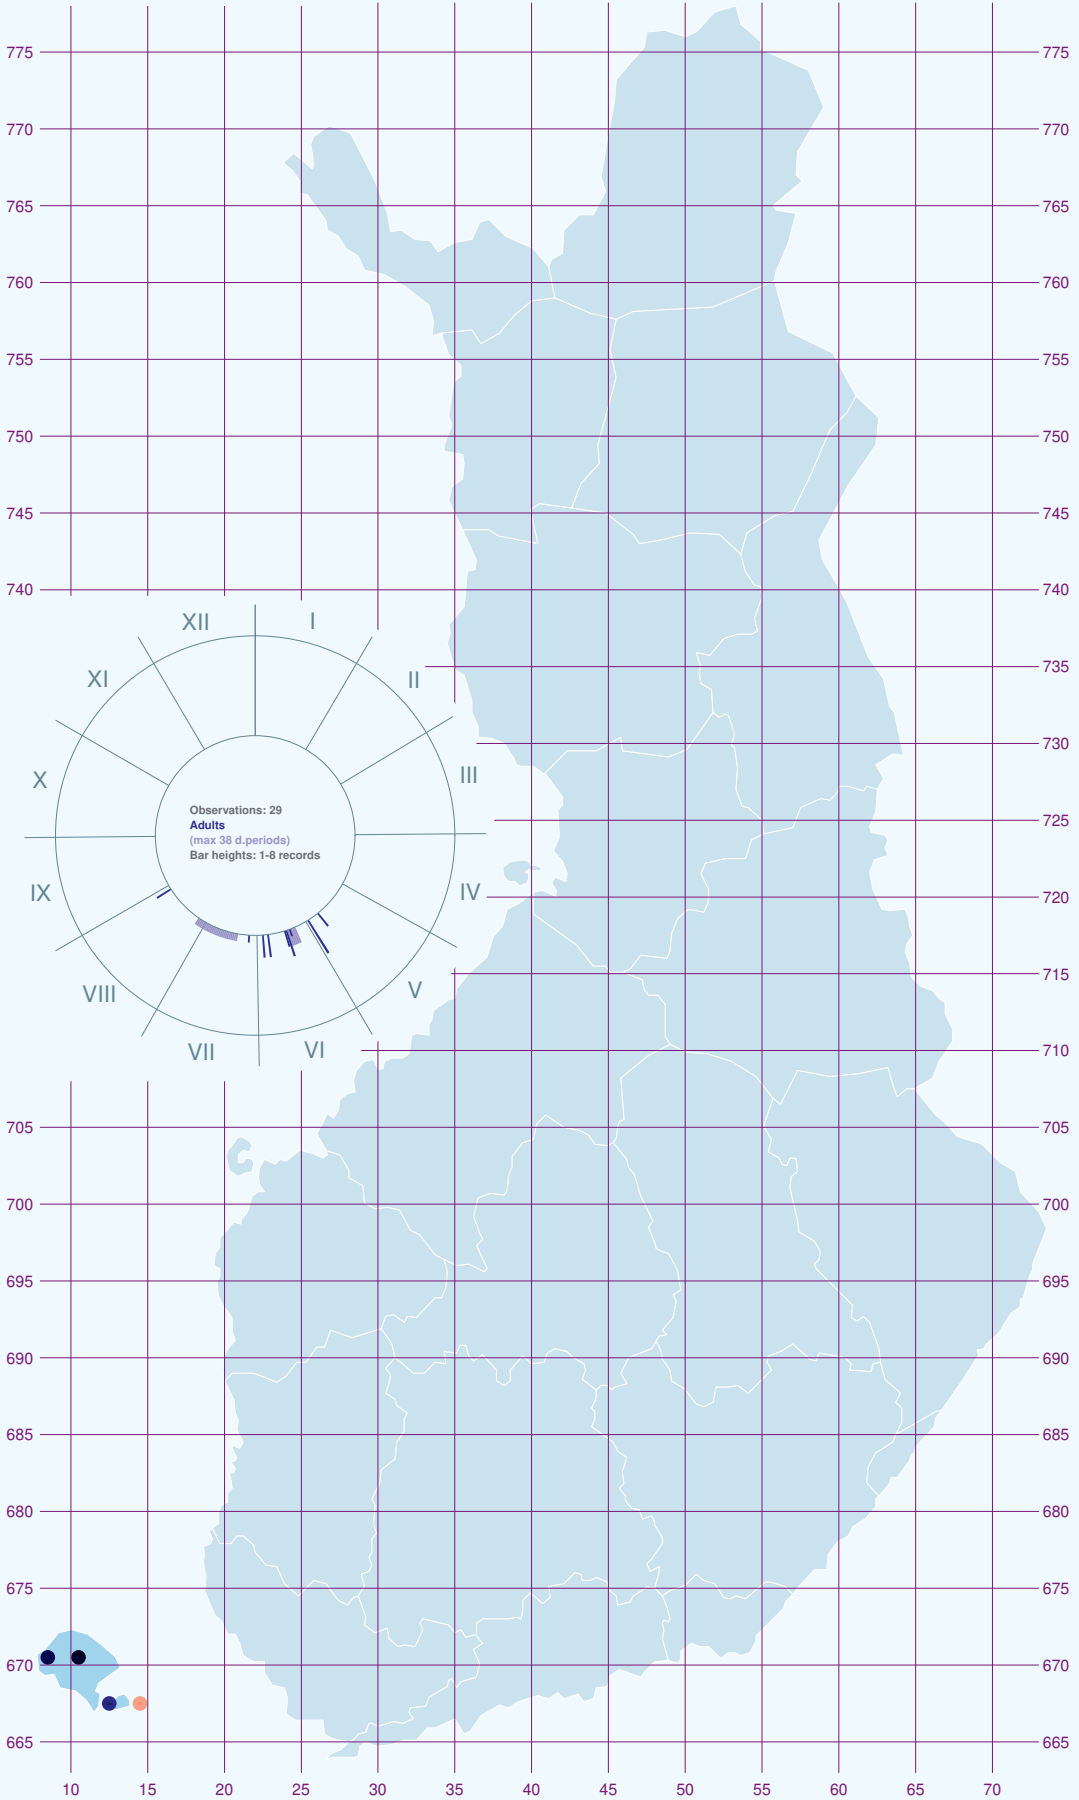 775 775
770 770
765 765
760 760
755 755
750 750
745 745
740 740
XII I
XI II
735
730
X III
725
Observations: 29
Adults
(max 38 d.periods)
Bar heights: 1-8 records
IX IV
720
715
VIII V
VII VI
710
705 705
700 700
695 695
690 690
685 685
680 680
675 675
670 670
665 665
10 15 20 25 30 35 40 45 50 55 60 65 70